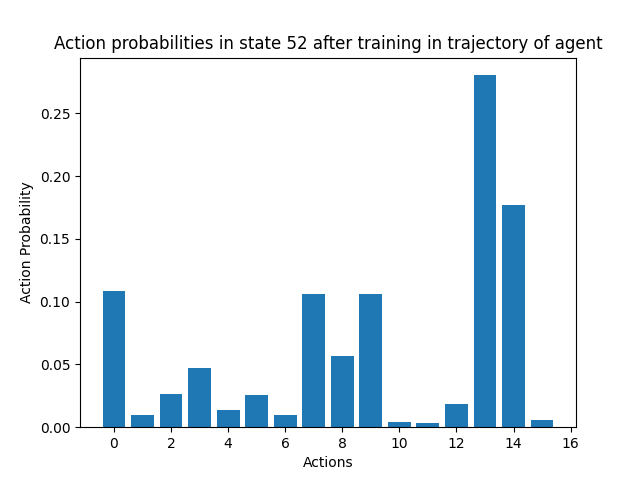 Action probabilities in state 52 after training in trajectory of agent
0.25
0.20
0.15
0.10
0.05
0.00
Action Probability
0 2 4 6 8 10 12 14 16
Actions